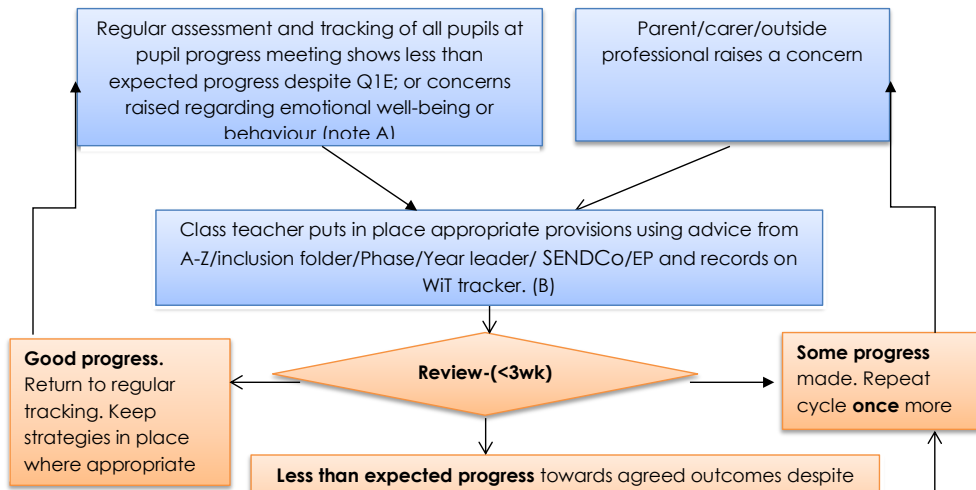 Regular assessment and tracking of all pupils at
pupil progress meeting shows less than
expected progress despite Q1E; or concerns
raised regarding emotional well-being or
behaviour (note A)
Parent/carer/outside
professional raises a concern
Class teacher puts in place appropriate provisions using advice from
A-Z/inclusion folder/Phase/Year leader/ SENDCo/EP and records on
WiT tracker. (B)
Good progress.
Return to regular
tracking. Keep
strategies in place
where appropriate
Review-(<3wk)
Some progress
made. Repeat
cycle once more
Less than expected progress towards agreed outcomes despite